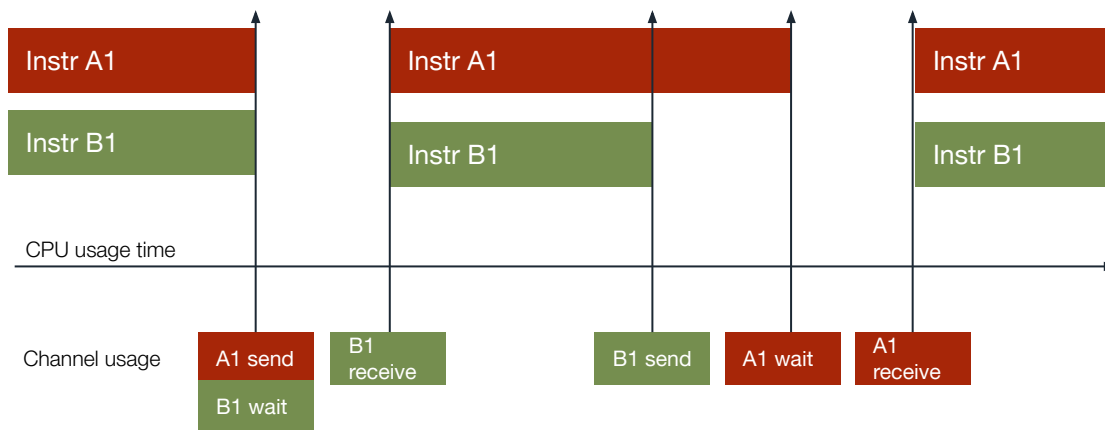 Instr A1
Instr A1
Instr A1
Instr B1
Instr B1
Instr B1
CPU usage time
Channel usage
A1 send
B1 wait
B1
receive
B1 send
A1 wait
A1
receive